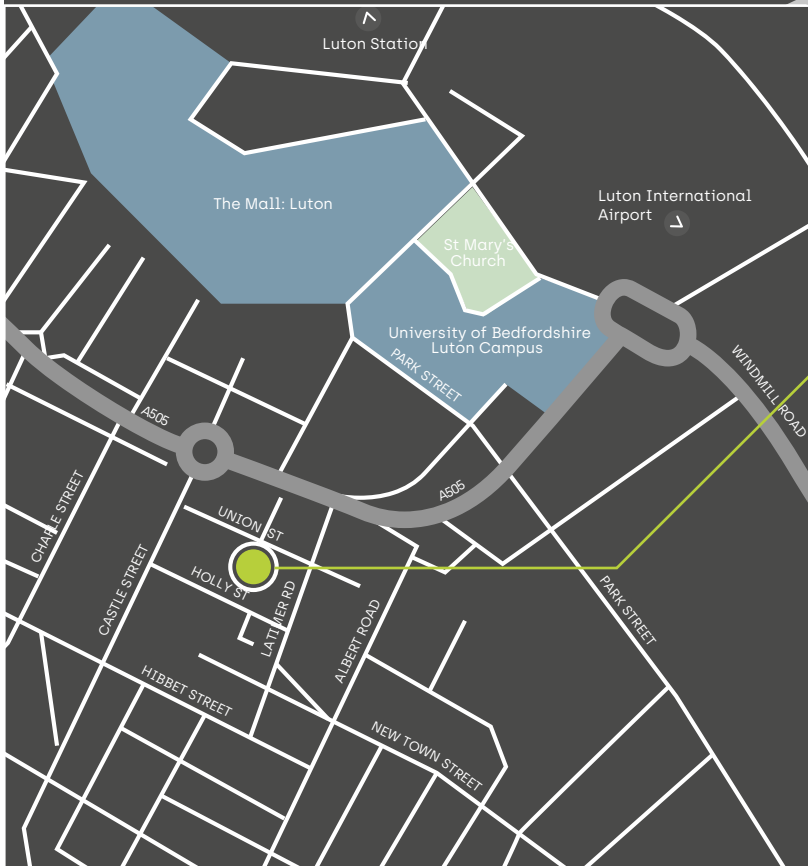 Luton Station
Luton International
Airport
The Mall: Luton
St Mary's
Church
University of Bedfordshire
Luton Campus
PARK STREET
WINDMILL ROAD
A505
A505
CHARLE STREET
UNION ST
HOLLY ST
CASTLE STREET
LATIMER RD
ALBERT ROAD
PARK STREET
HIBBET STREET
NEW TOWN STREET